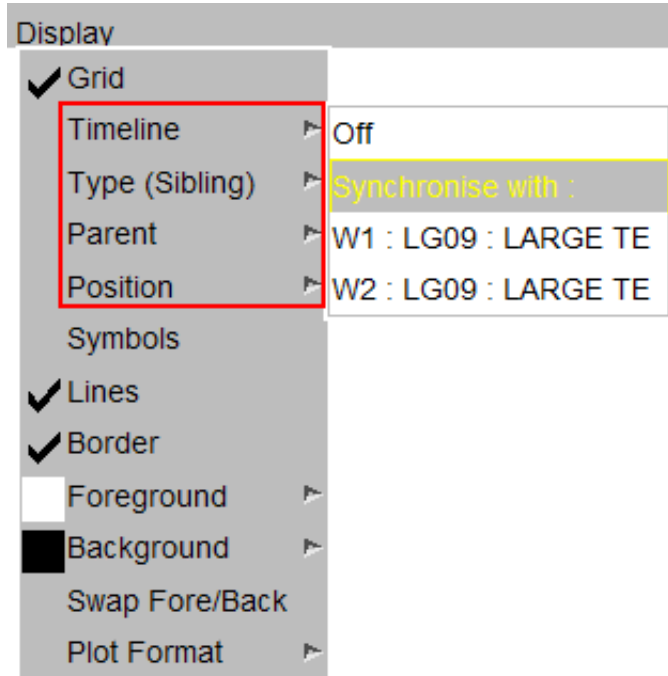 Display
Grid
Timeline
Off
Type (Sibling)
Synchronise with :
Parent
W1 : LG09 : LARGE TE
Position
W2 : LG09 : LARGE TE
Symbols
Lines
Border
Foreground
Background
Swap Fore/Back
Plot Format